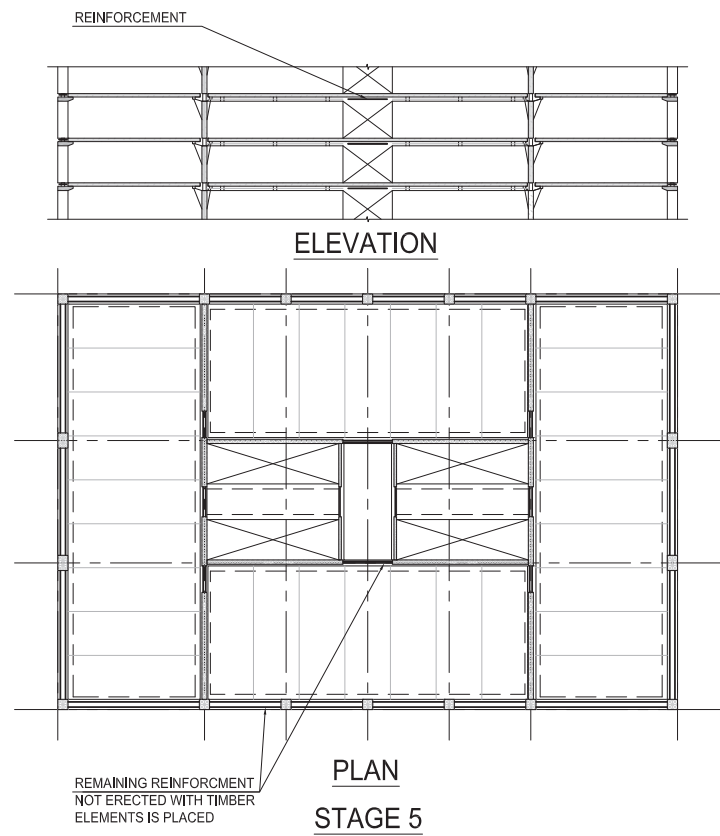 REINFORCEMENT
ELEVATION
REMAINING REINFORCMENT
NOT ERECTED WITH TIMBER
ELEMENTS IS PLACED
PLAN
STAGE 5